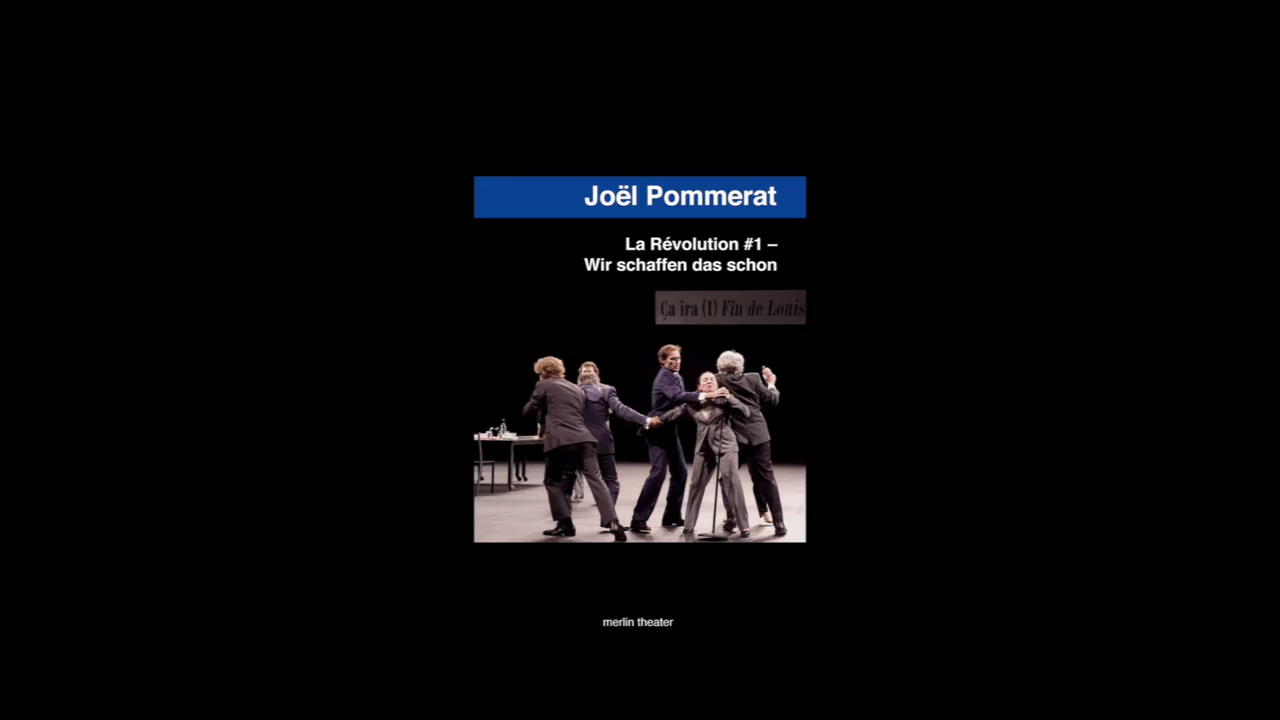 Joël Pommerat
La Révolution #1 –
Wir schaffen das schon
Ça ira (1) Fin de Louis
merlin theater